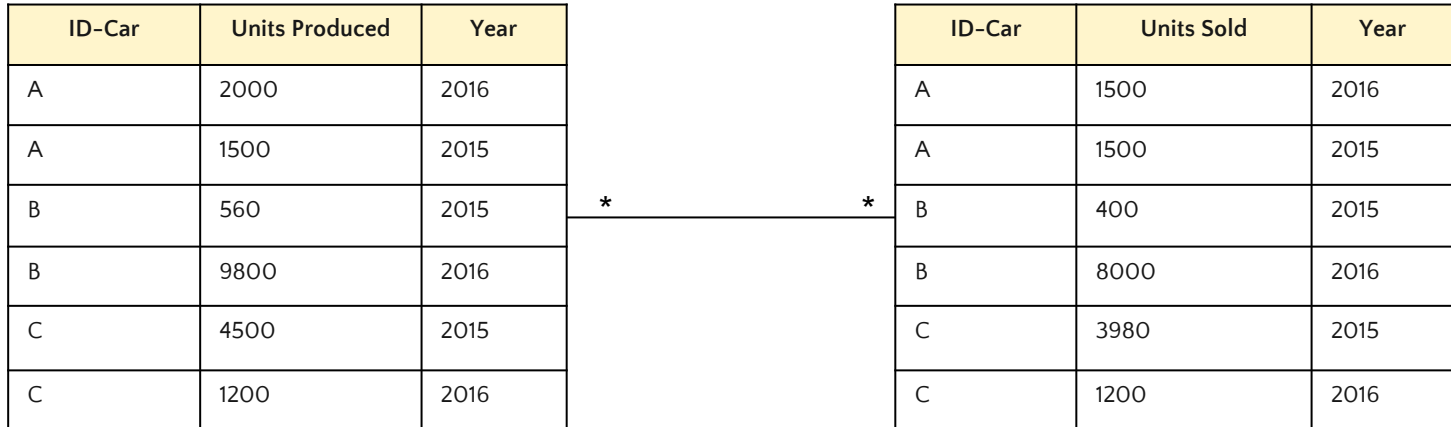 ID-Car Units Produced Year ID-Car Units Sold Year
A 2000 2016 A 1500 2016
A 1500 2015 A 1500 2015
B 560 2015 * * B 400 2015
B 9800 2016 B 8000 2016
C 4500 2015 C 3980 2015
C 1200 2016 C 1200 2016